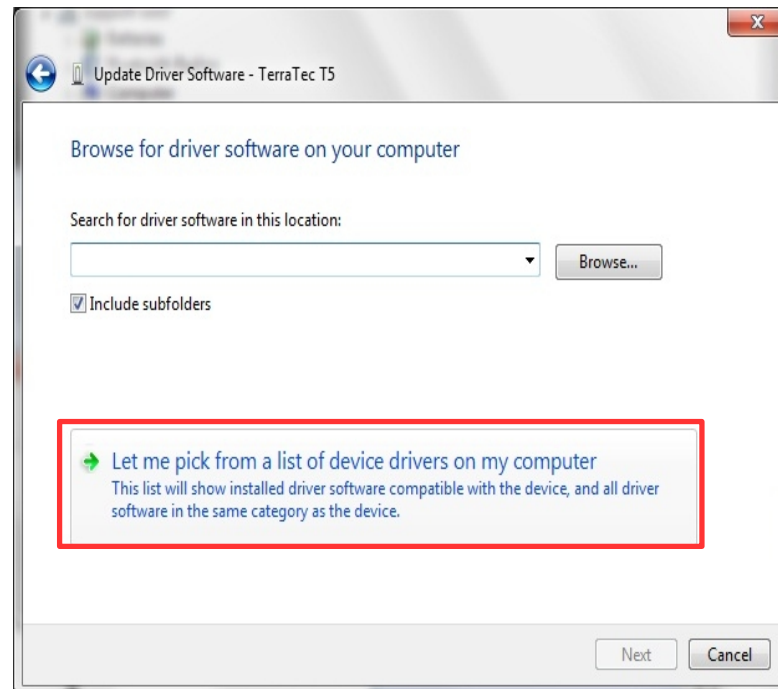 Update Driver Software - TerraTec T5
Browse for driver software on your computer
Search for driver software in this location:
Browse...
Include subfolders
Let me pick from a list of device drivers on my computer
This list will show installed driver software compatible with the device, and all driver
software in the same category as the device.
Next
Cancel